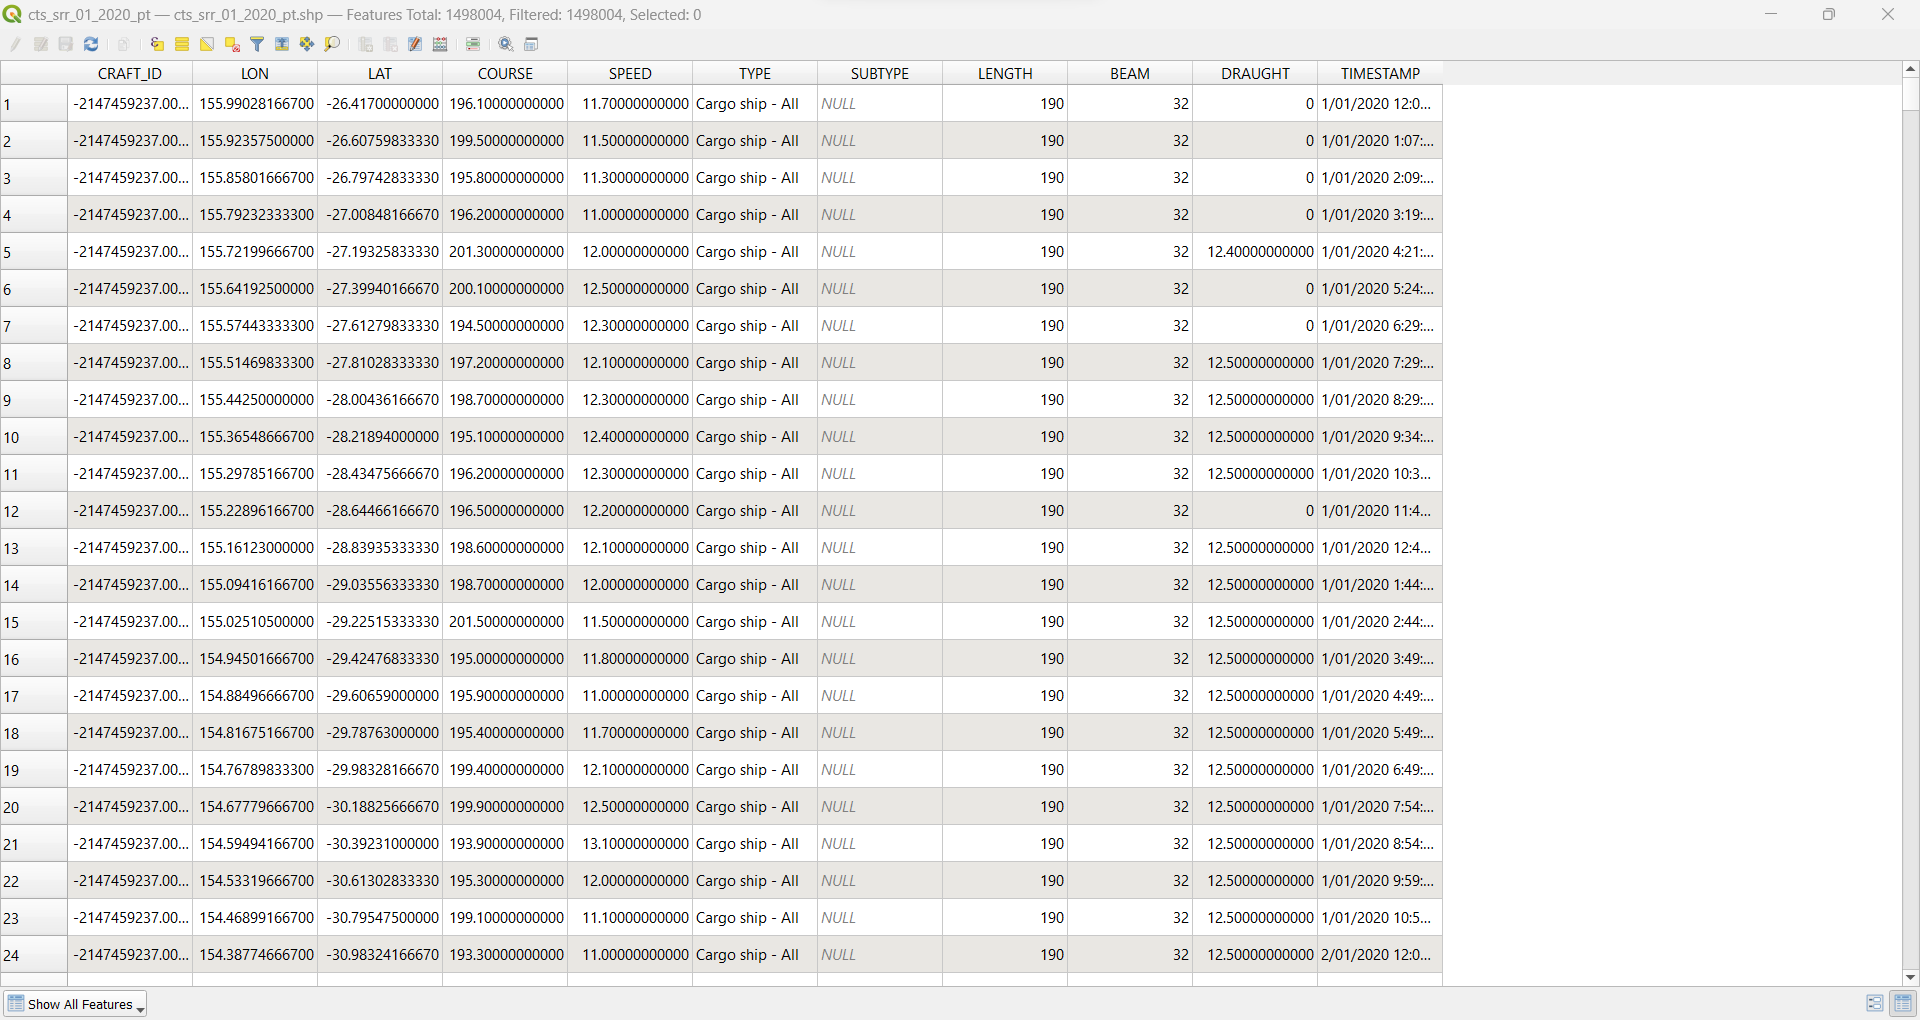 cts_srr_01_2020_pt — cts_srr_01_2020_pt.shp — Features Total: 1498004, Filtered: 1498004, Selected: 0
CRAFT_ID LON LAT COURSE SPEED TYPE SUBTYPE LENGTH BEAM DRAUGHT TIMESTAMP
1 -2147459237.00... 155.99028166700 -26.41700000000 196.10000000000 11.70000000000 Cargo ship - All NULL 190 32 0 1/01/2020 12:0...
2 -2147459237.00... 155.92357500000 -26.60759833330 199.50000000000 11.50000000000 Cargo ship - All NULL 190 32 0 1/01/2020 1:07:...
3 -2147459237.00... 155.85801666700 -26.79742833330 195.80000000000 11.30000000000 Cargo ship - All NULL 190 32 0 1/01/2020 2:09:...
4 -2147459237.00... 155.79232333300 -27.00848166670 196.20000000000 11.00000000000 Cargo ship - All NULL 190 32 0 1/01/2020 3:19:...
5 -2147459237.00... 155.72199666700 -27.19325833330 201.30000000000 12.00000000000 Cargo ship - All NULL 190 32 12.40000000000 1/01/2020 4:21:...
6 -2147459237.00... 155.64192500000 -27.39940166670 200.10000000000 12.50000000000 Cargo ship - All NULL 190 32 0 1/01/2020 5:24:...
7 -2147459237.00... 155.57443333300 -27.61279833330 194.50000000000 12.30000000000 Cargo ship - All NULL 190 32 0 1/01/2020 6:29:...
8 -2147459237.00... 155.51469833300 -27.81028333330 197.20000000000 12.10000000000 Cargo ship - All NULL 190 32 12.50000000000 1/01/2020 7:29:...
9 -2147459237.00... 155.44250000000 -28.00436166670 198.70000000000 12.30000000000 Cargo ship - All NULL 190 32 12.50000000000 1/01/2020 8:29:...
10 -2147459237.00... 155.36548666700 -28.21894000000 195.10000000000 12.40000000000 Cargo ship - All NULL 190 32 12.50000000000 1/01/2020 9:34:...
11 -2147459237.00... 155.29785166700 -28.43475666670 196.20000000000 12.30000000000 Cargo ship - All NULL 190 32 12.50000000000 1/01/2020 10:3...
12 -2147459237.00... 155.22896166700 -28.64466166670 196.50000000000 12.20000000000 Cargo ship - All NULL 190 32 0 1/01/2020 11:4...
13 -2147459237.00... 155.16123000000 -28.83935333330 198.60000000000 12.10000000000 Cargo ship - All NULL 190 32 12.50000000000 1/01/2020 12:4...
14 -2147459237.00... 155.09416166700 -29.03556333330 198.70000000000 12.00000000000 Cargo ship - All NULL 190 32 12.50000000000 1/01/2020 1:44:...
15 -2147459237.00... 155.02510500000 -29.22515333330 201.50000000000 11.50000000000 Cargo ship - All NULL 190 32 12.50000000000 1/01/2020 2:44:...
16 -2147459237.00... 154.94501666700 -29.42476833330 195.00000000000 11.80000000000 Cargo ship - All NULL 190 32 12.50000000000 1/01/2020 3:49:...
17 -2147459237.00... 154.88496666700 -29.60659000000 195.90000000000 11.00000000000 Cargo ship - All NULL 190 32 12.50000000000 1/01/2020 4:49:...
18 -2147459237.00... 154.81675166700 -29.78763000000 195.40000000000 11.70000000000 Cargo ship - All NULL 190 32 12.50000000000 1/01/2020 5:49:...
19 -2147459237.00... 154.76789833300 -29.98328166670 199.40000000000 12.10000000000 Cargo ship - All NULL 190 32 12.50000000000 1/01/2020 6:49:...
20 -2147459237.00... 154.67779666700 -30.18825666670 199.90000000000 12.50000000000 Cargo ship - All NULL 190 32 12.50000000000 1/01/2020 7:54:...
21 -2147459237.00... 154.59494166700 -30.39231000000 193.90000000000 13.10000000000 Cargo ship - All NULL 190 32 12.50000000000 1/01/2020 8:54:...
22 -2147459237.00... 154.53319666700 -30.61302833330 195.30000000000 12.00000000000 Cargo ship - All NULL 190 32 12.50000000000 1/01/2020 9:59:...
23 -2147459237.00... 154.46899166700 -30.79547500000 199.10000000000 11.10000000000 Cargo ship - All NULL 190 32 12.50000000000 1/01/2020 10:5...
24 -2147459237.00... 154.38774666700 -30.98324166670 193.30000000000 11.00000000000 Cargo ship - All NULL 190 32 12.50000000000 2/01/2020 12:0...
Show All Features